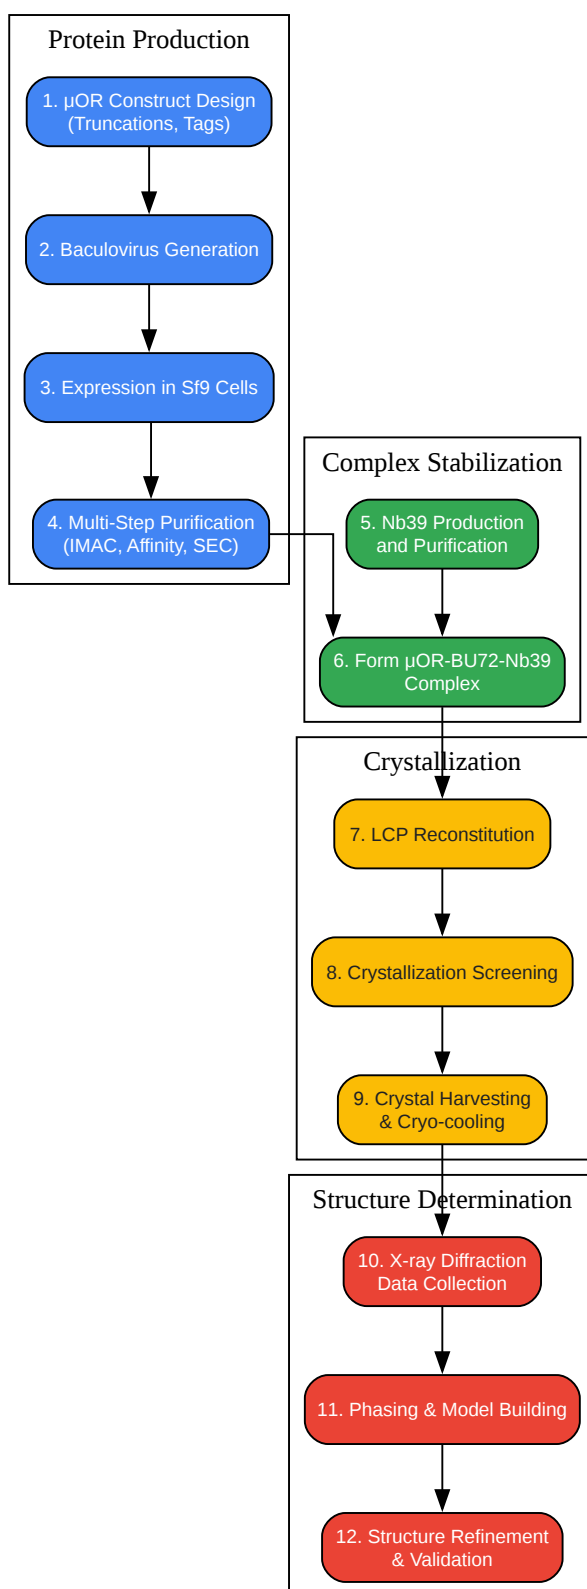 Protein Production
1. μOR Construct Design
(Truncations, Tags)
2. Baculovirus Generation
3. Expression in Sf9 Cells
4. Multi-Step Purification
(IMAC, Affinity, SEC)
Complex Stabilization
5. Nb39 Production
and Purification
6. Form μOR-BU72-Nb39
Complex
Crystallization
7. LCP Reconstitution
8. Crystallization Screening
9. Crystal Harvesting
& Cryo-cooling
Structure Determination
10. X-ray Diffraction
Data Collection
11. Phasing & Model Building
12. Structure Refinement
& Validation